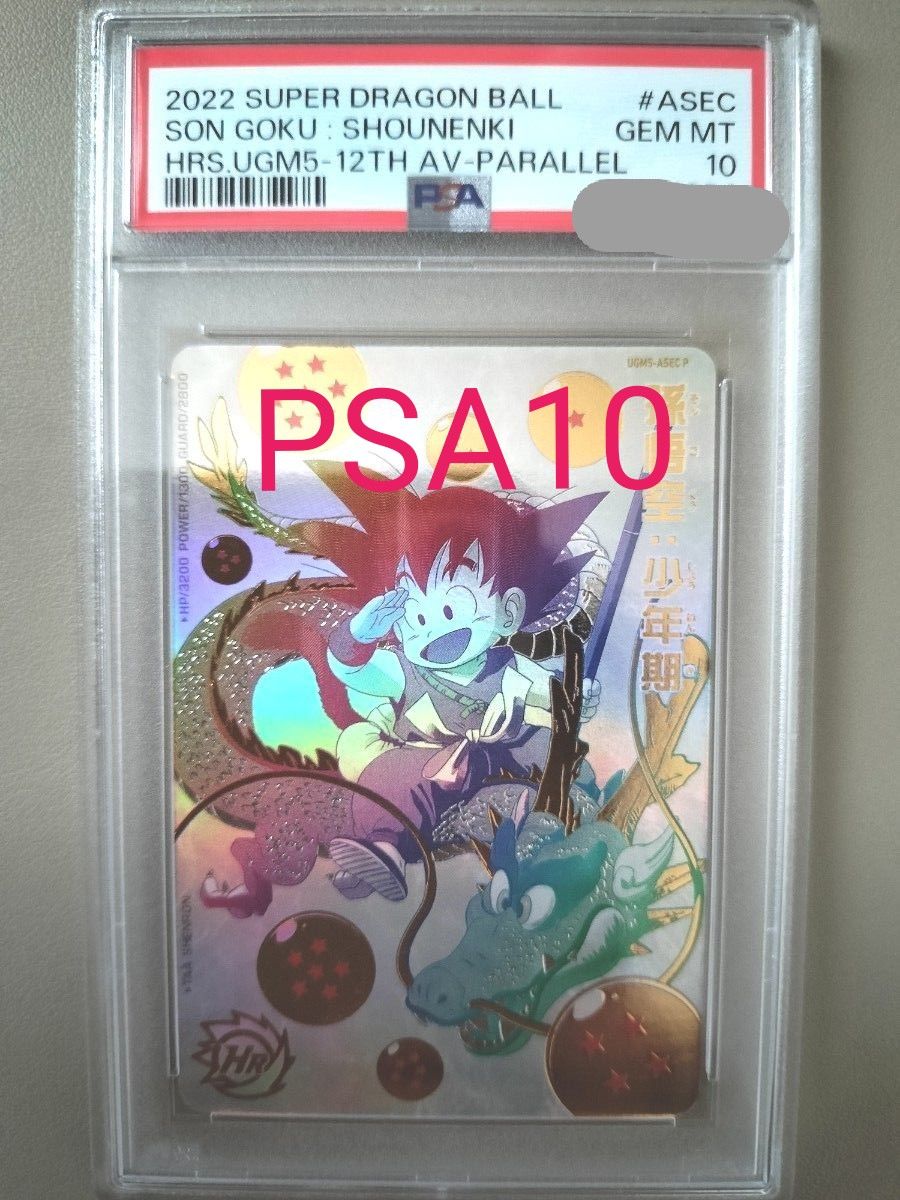 2022 SUPER DRAGON BALL
#ASEC
SON GOKU : SHOUNENKI
GEM MT
HRS.UGM5-12TH AV-PARALLEL
10
PSA
UGM5-ASEC P
PSA10
孫悟空:少年期
HP/3200 POWER/1300 GUARD/2800
HR